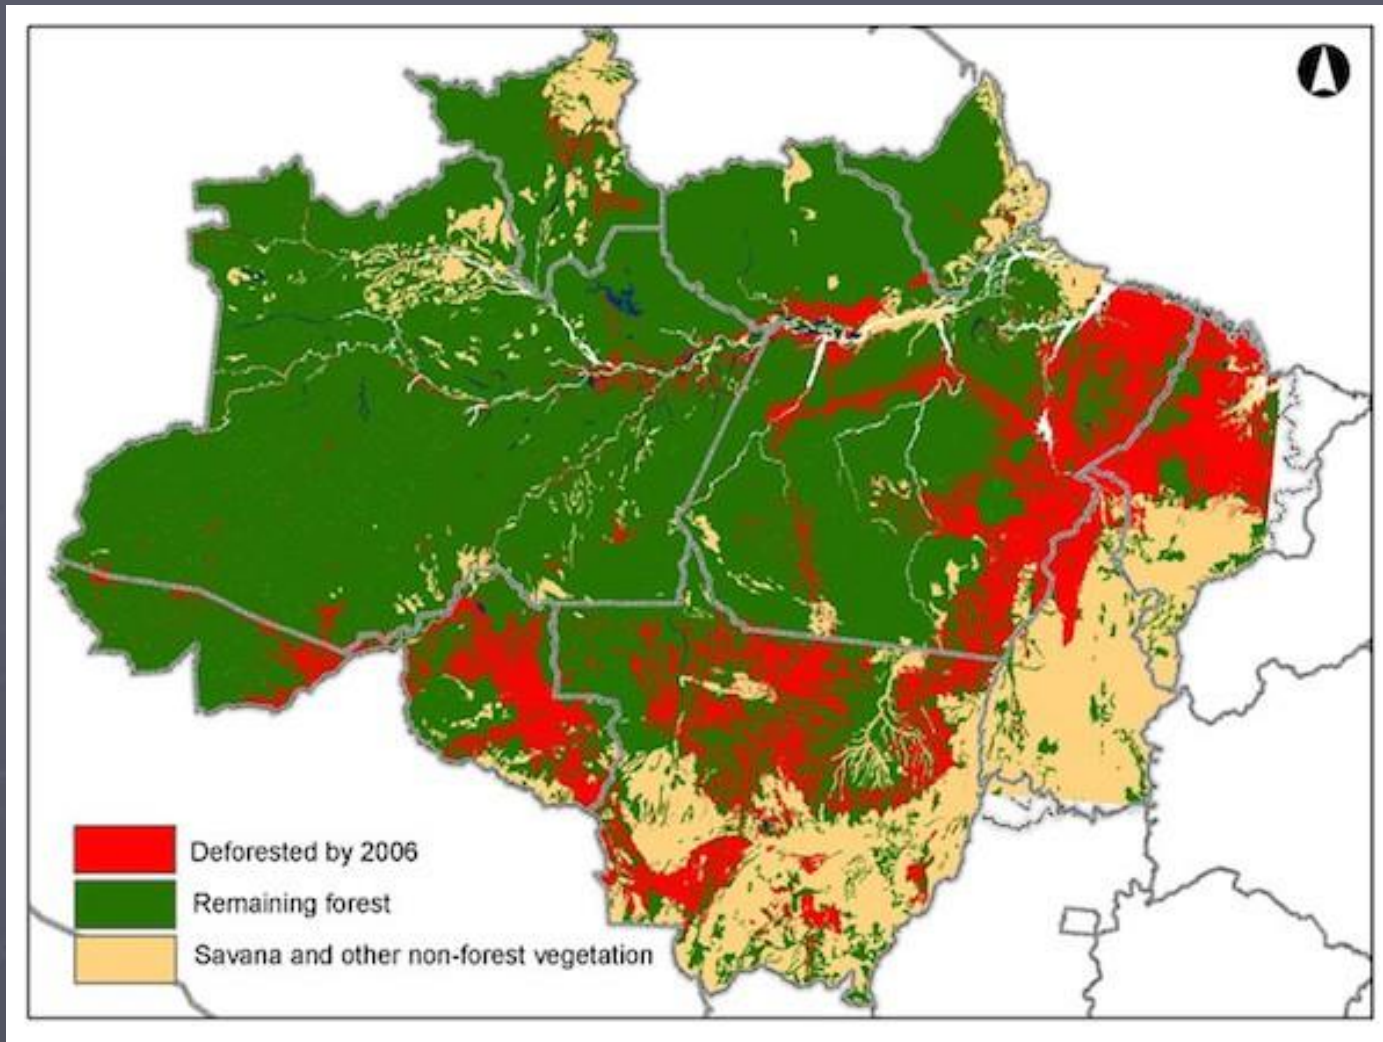 Deforested by 2006
Remaining forest
Savana and other non-forest vegetation